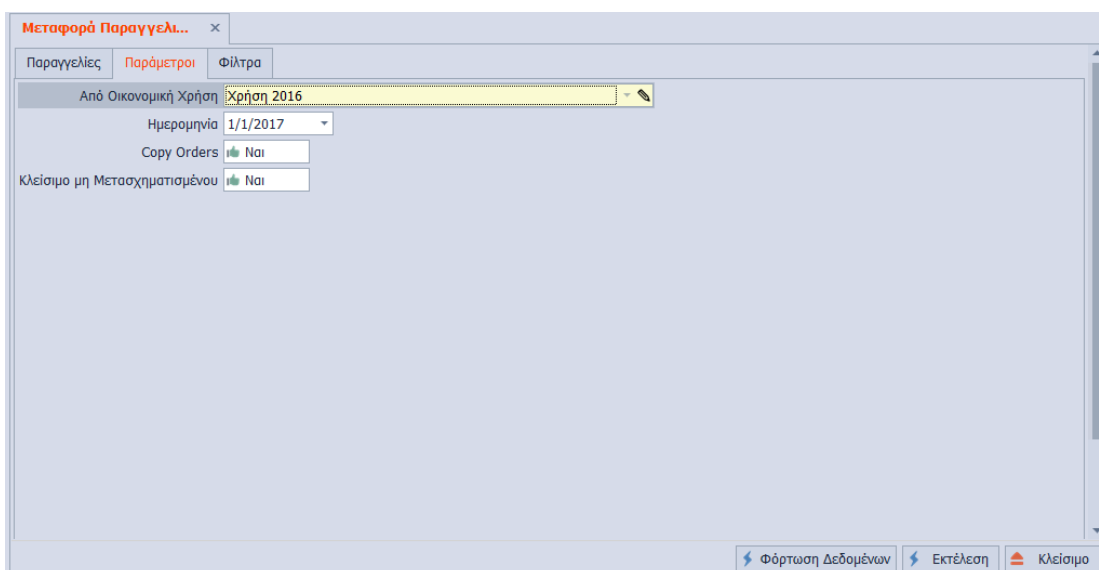 Μεταφορά Παραγγελι...
Παραγγελίες Παράμετροι Φίλτρα
Από Οικονομική Χρήση Χρήση 2016
Ημερομηνία 1/1/2017
Copy Orders Ναι
Κλείσιμο μη Μετασχηματισμένου Ναι
Φόρτωση Δεδομένων Εκτέλεση Κλείσιμο